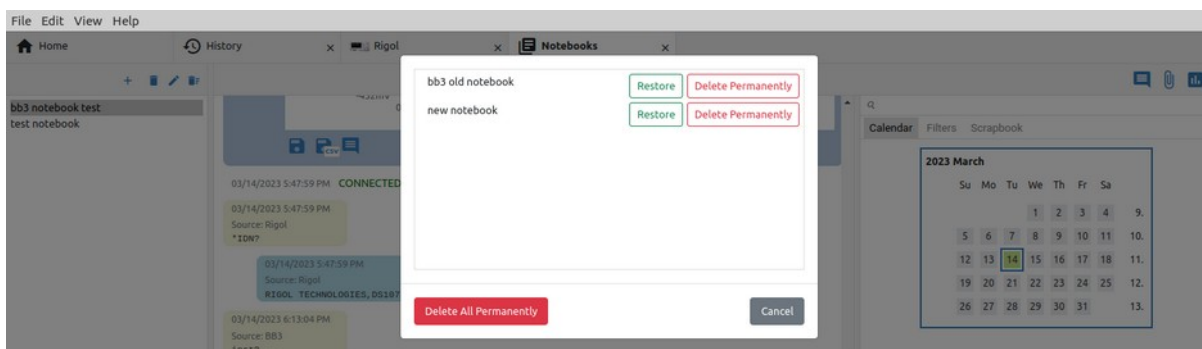 File Edit View Help
Home History x Rigol x Notebooks x
bb3 notebook test
test notebook
bb3 old notebook Restore Delete Permanently
new notebook Restore Delete Permanently
Delete All Permanently Cancel
CSV
03/14/2023 5:47:59 PM CONNECTED
03/14/2023 5:47:59 PM
Source: Rigol
*IDN?
03/14/2023 5:47:59 PM
Source: Rigol
RIGOL TECHNOLOGIES,DS107
03/14/2023 6:13:04 PM
Source: BB3
Calendar Filters Scrapbook
2023 March
Su Mo Tu We Th Fr Sa
1 2 3 4 9.
5 6 7 8 9 10 11 10.
12 13 14 15 16 17 18 11.
19 20 21 22 23 24 25 12.
26 27 28 29 30 31 13.